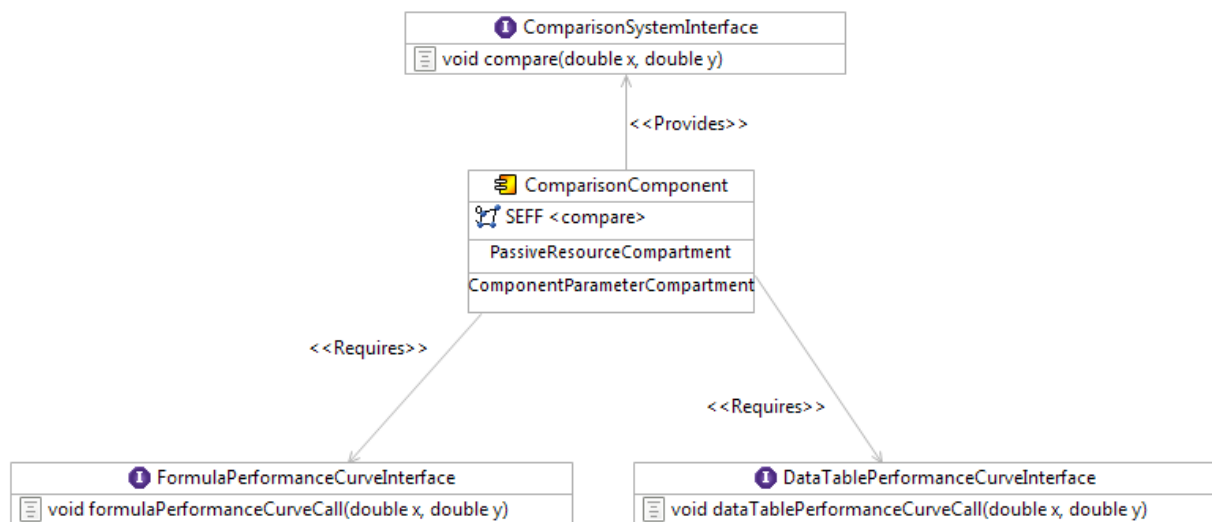 ComparisonSystemInterface
void compare(double x, double y)
<<Provides>>
ComparisonComponent
SEFF <compare>
PassiveResourceCompartment
ComponentParameterCompartment
<<Requires>>
<<Requires>>
FormulaPerformanceCurveInterface
void formulaPerformanceCurveCall(double x, double y)
DataTablePerformanceCurveInterface
void dataTablePerformanceCurveCall(double x, double y)